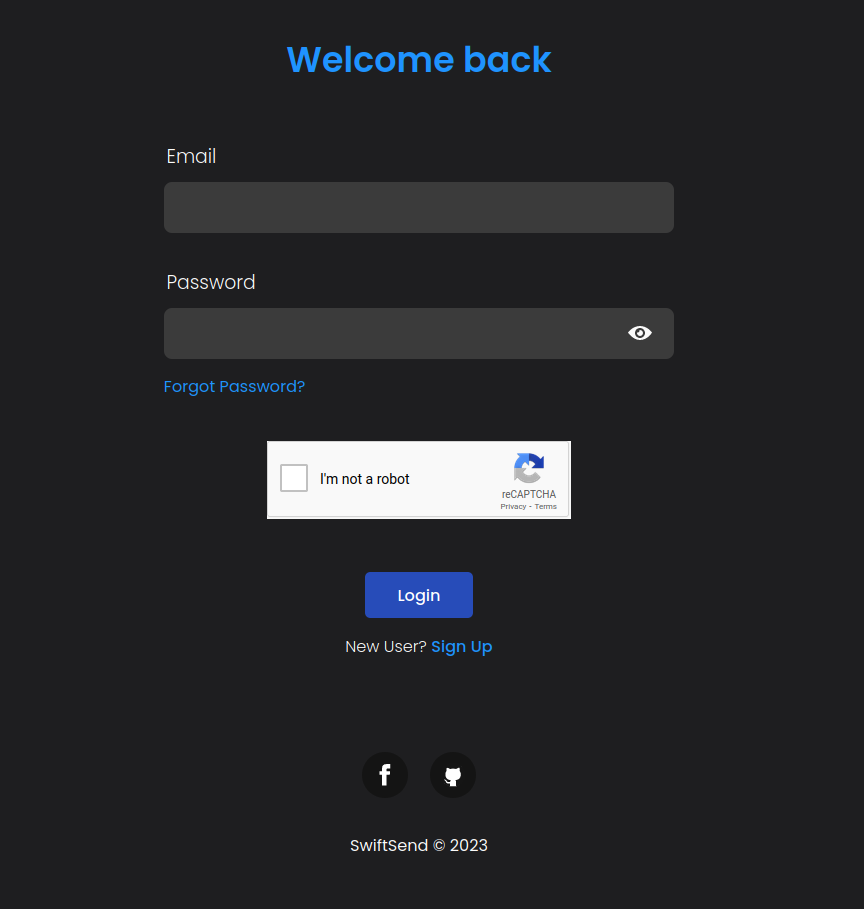 Welcome back
Email
Password
Forgot Password?
I'm not a robot
reCAPTCHA
Privacy - Terms
Login
New User? Sign Up
SwiftSend © 2023